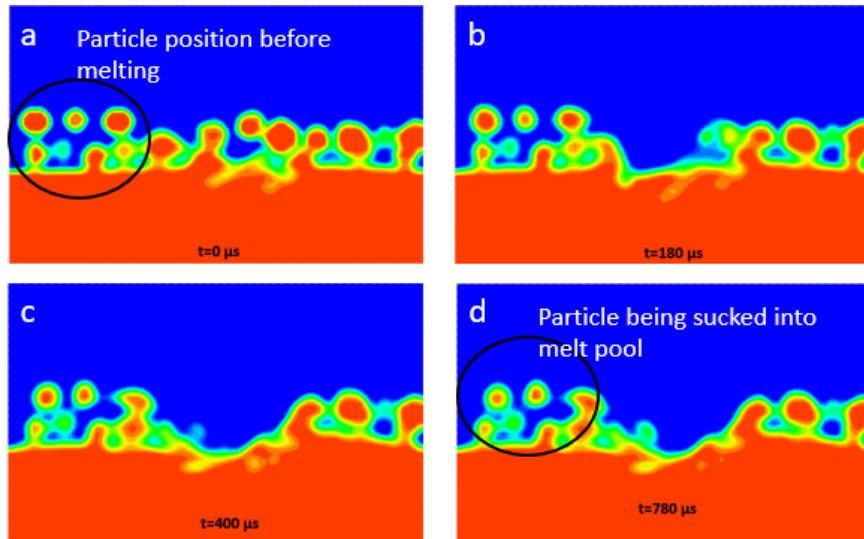 a
Particle position before
melting
t=0 µs
b
t=180 µs
c
t=400 µs
d
Particle being sucked into
melt pool
t=780 µs